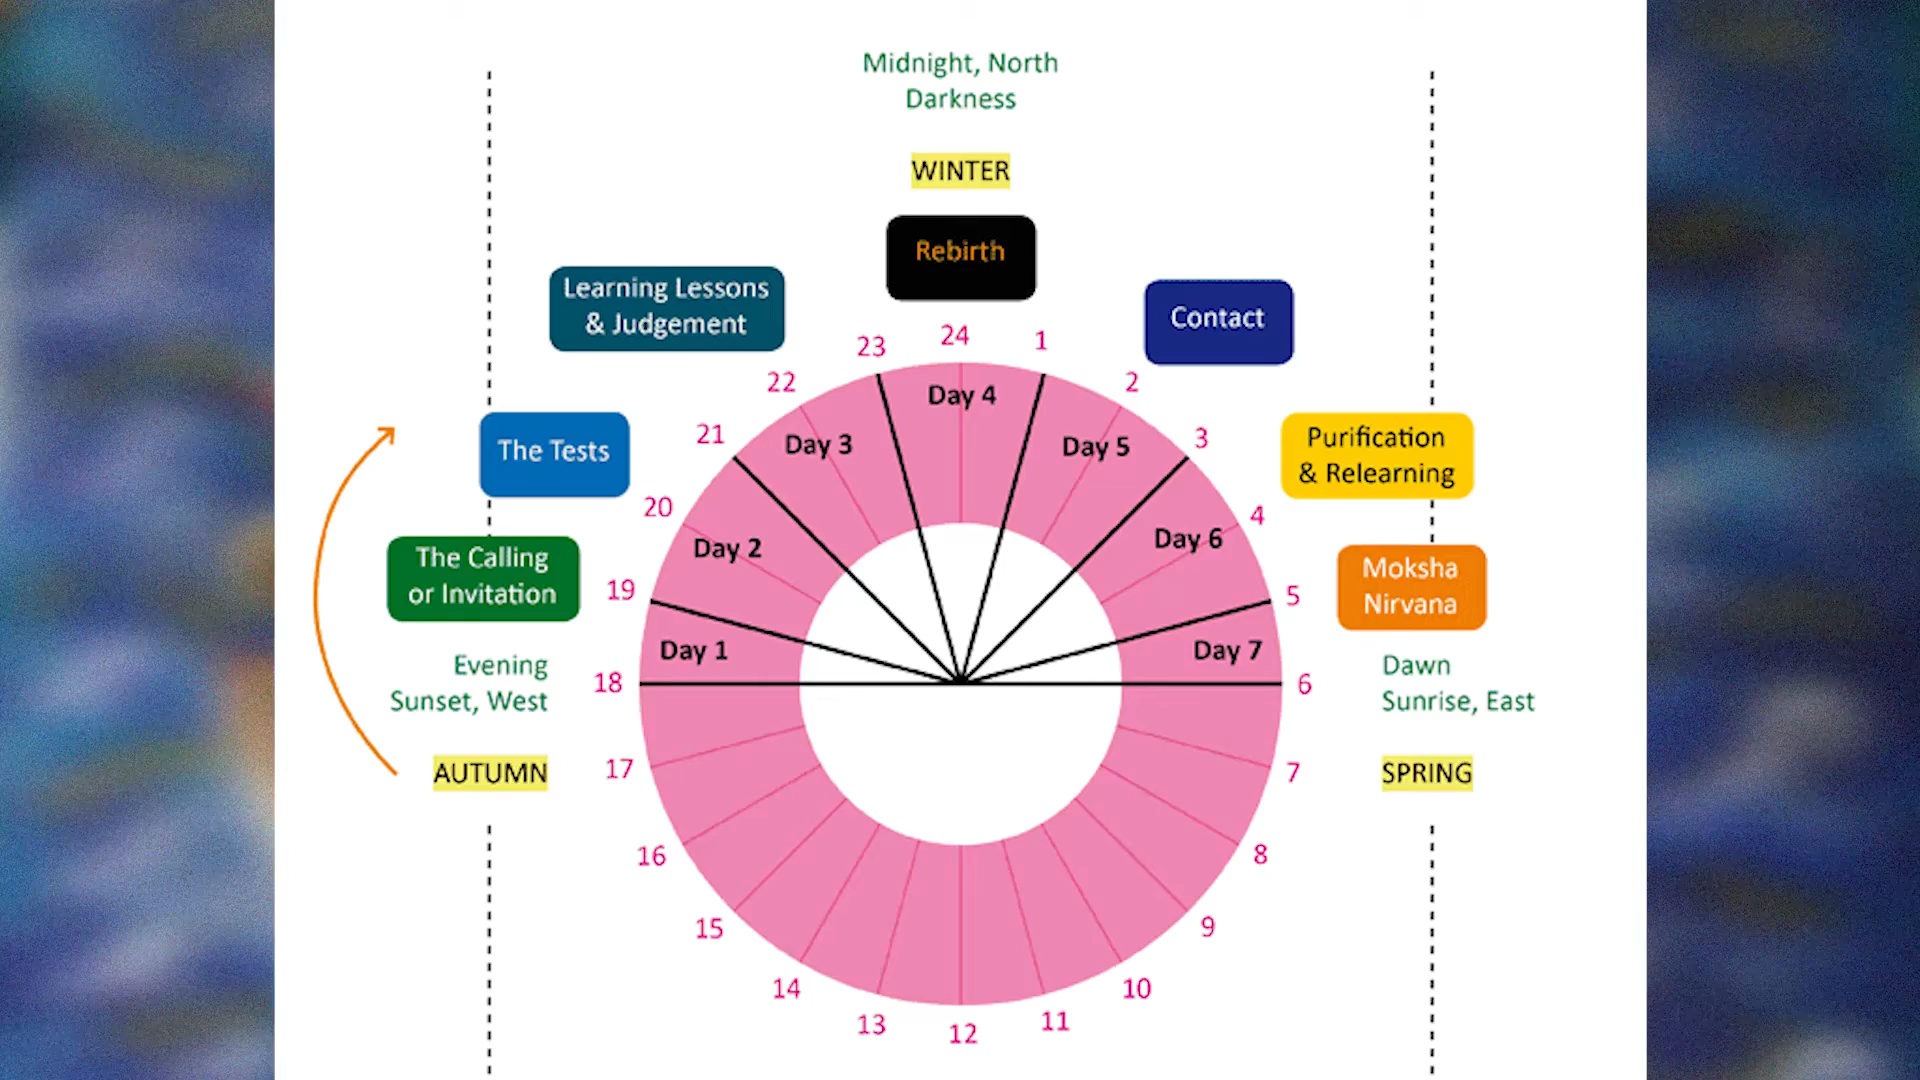 Midnight, North
Darkness
WINTER
Rebirth
Learning Lessons
& Judgement
Contact
23
24
1
22
2
Day 4
The Tests
21
Day 3
Day 5
3
Purification
& Relearning
20
4
The Calling
or Invitation
Day 2
Day 6
Moksha
Nirvana
19
5
Evening
Sunset, West
Day 1
Day 7
Dawn
Sunrise, East
18
6
AUTUMN
17
7
SPRING
16
8
15
9
14
10
13
11
12